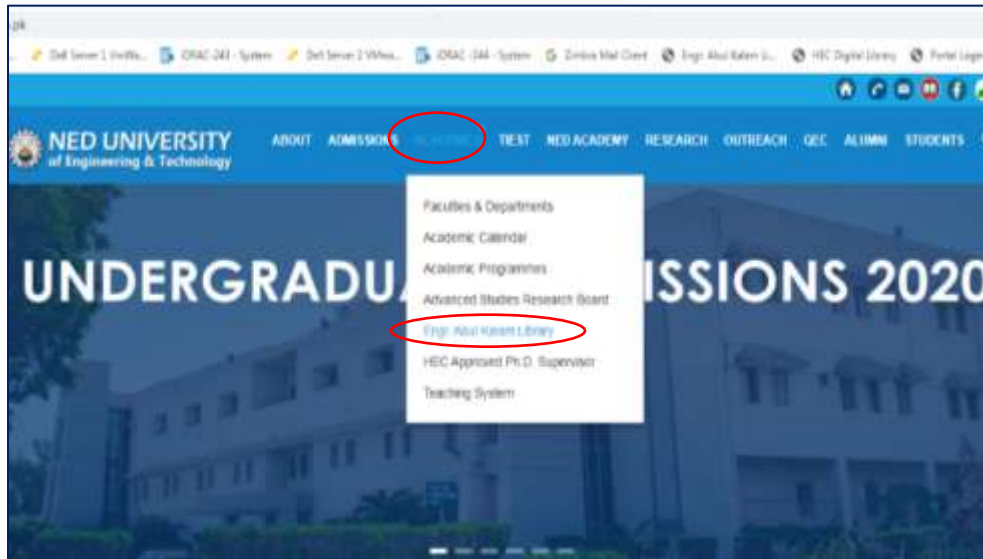 .pk
Dell Server 1 VmWa... iDRAC-243 - System Dell Server 2 VMwa... iDRAC-244 - System Zimbra Mail Client Engr. Abul Kalam L... HEC Digital Library Portal Login
NED UNIVERSITY
of Engineering & Technology
ABOUT ADMISSIONS ACADEMICS TIEST NED ACADEMY RESEARCH OUTREACH QEC ALUMNI STUDENTS
Faculties & Departments
Academic Calendar
Academic Programmes
Advanced Studies Research Board
Engr. Abul Kalam Library
HEC Approved Ph.D. Supervisor
Teaching System
UNDERGRADU ISSIONS 2020